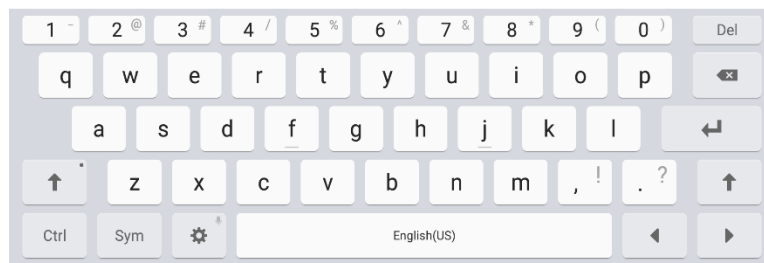 1 - 2 @ 3 # 4 / 5 % 6 ^ 7 & 8 * 9 ( 0 ) Del
q w e r t y u i o p
a s d f g h j k l
z x c v b n m , ! . ?
Ctrl Sym English(US)